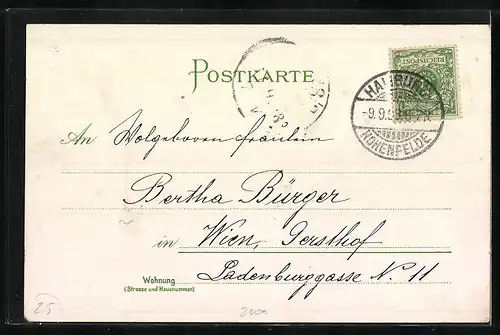 POSTKARTE
REICHSPOST
HAMBURG
-9.9.
HOHENFELDE
An Wolgeboren fräulein
Bertha Bürger
in Wien, Gersthof
Ladenburggasse N 11
Wohnung
(Strasse und Hausnummer)
25
2000